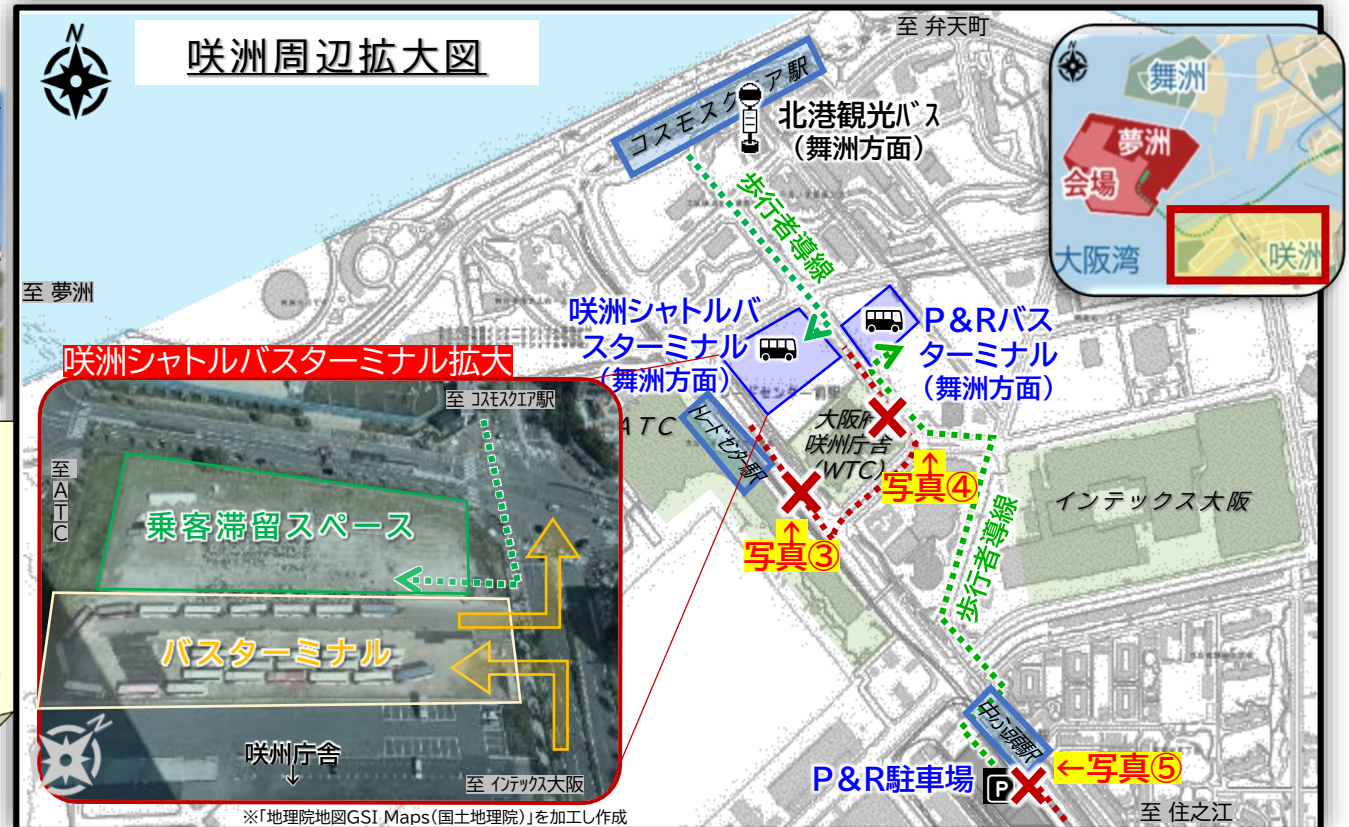 咲洲周辺拡大図
N
至 弁天町
コスモスクエア駅
北港観光バス
(舞洲方面)
N
舞洲
夢洲
会場
大阪湾
咲洲
至 夢洲
歩行者導線
咲洲シャトルバ
スターミナル
(舞洲方面)
P&Rバス
ターミナル
(舞洲方面)
ATC
トレードセンター駅
咲州庁舎
(WTC)
↑
写真④
↑
写真③
インテックス大阪
歩行者導線
中ふ頭駅
←写真⑤
P&R駐車場
P
至 住之江
咲洲シャトルバスターミナル拡大
至 コスモスクエア駅
至ATC
乗客滞留スペース
バスターミナル
N
咲州庁舎
↓
至 インテックス大阪
※「地理院地図GSI Maps(国土地理院)」を加工し作成